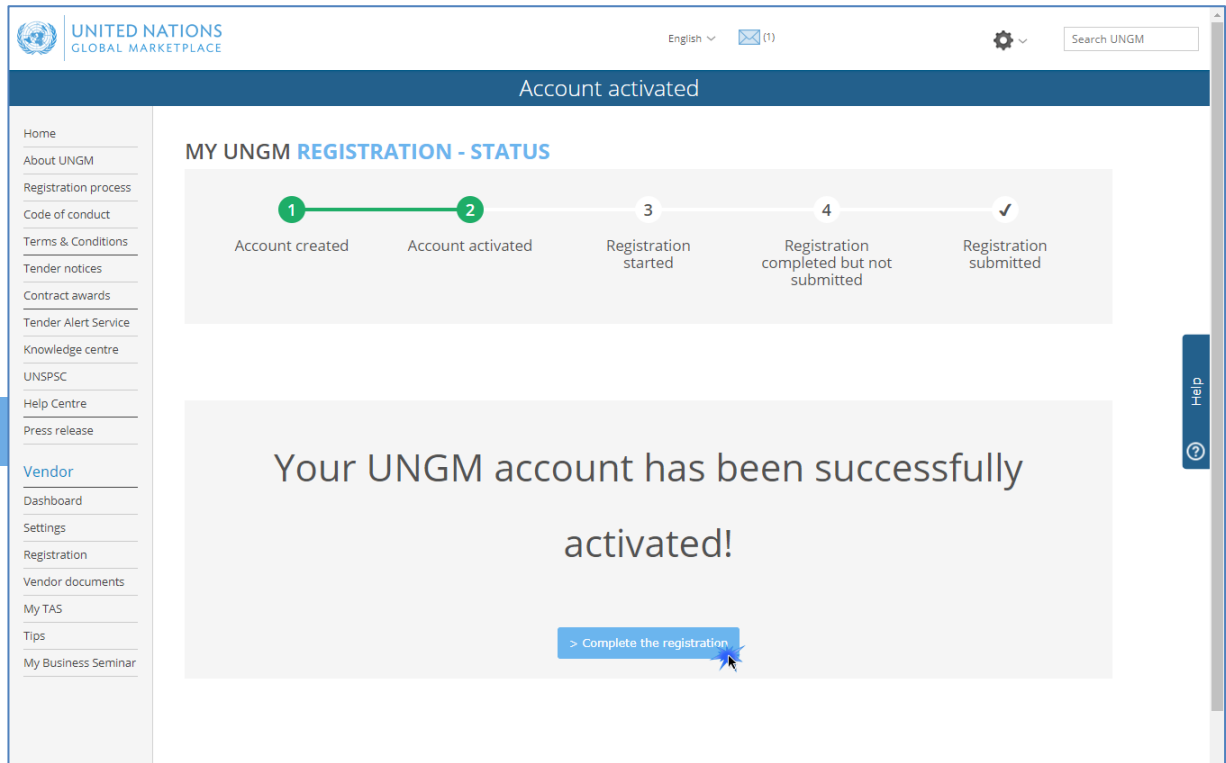 UNITED NATIONS
GLOBAL MARKETPLACE
English
(1)
Search UNGM
Account activated
Home
About UNGM
Registration process
Code of conduct
Terms & Conditions
Tender notices
Contract awards
Tender Alert Service
Knowledge centre
UNSPSC
Help Centre
Press release
Vendor
Dashboard
Settings
Registration
Vendor documents
My TAS
Tips
My Business Seminar
MY UNGM REGISTRATION - STATUS
1
2
3
4
✓
Account created
Account activated
Registration
started
Registration
completed but not
submitted
Registration
submitted
Your UNGM account has been successfully
activated!
> Complete the registration
Help
?